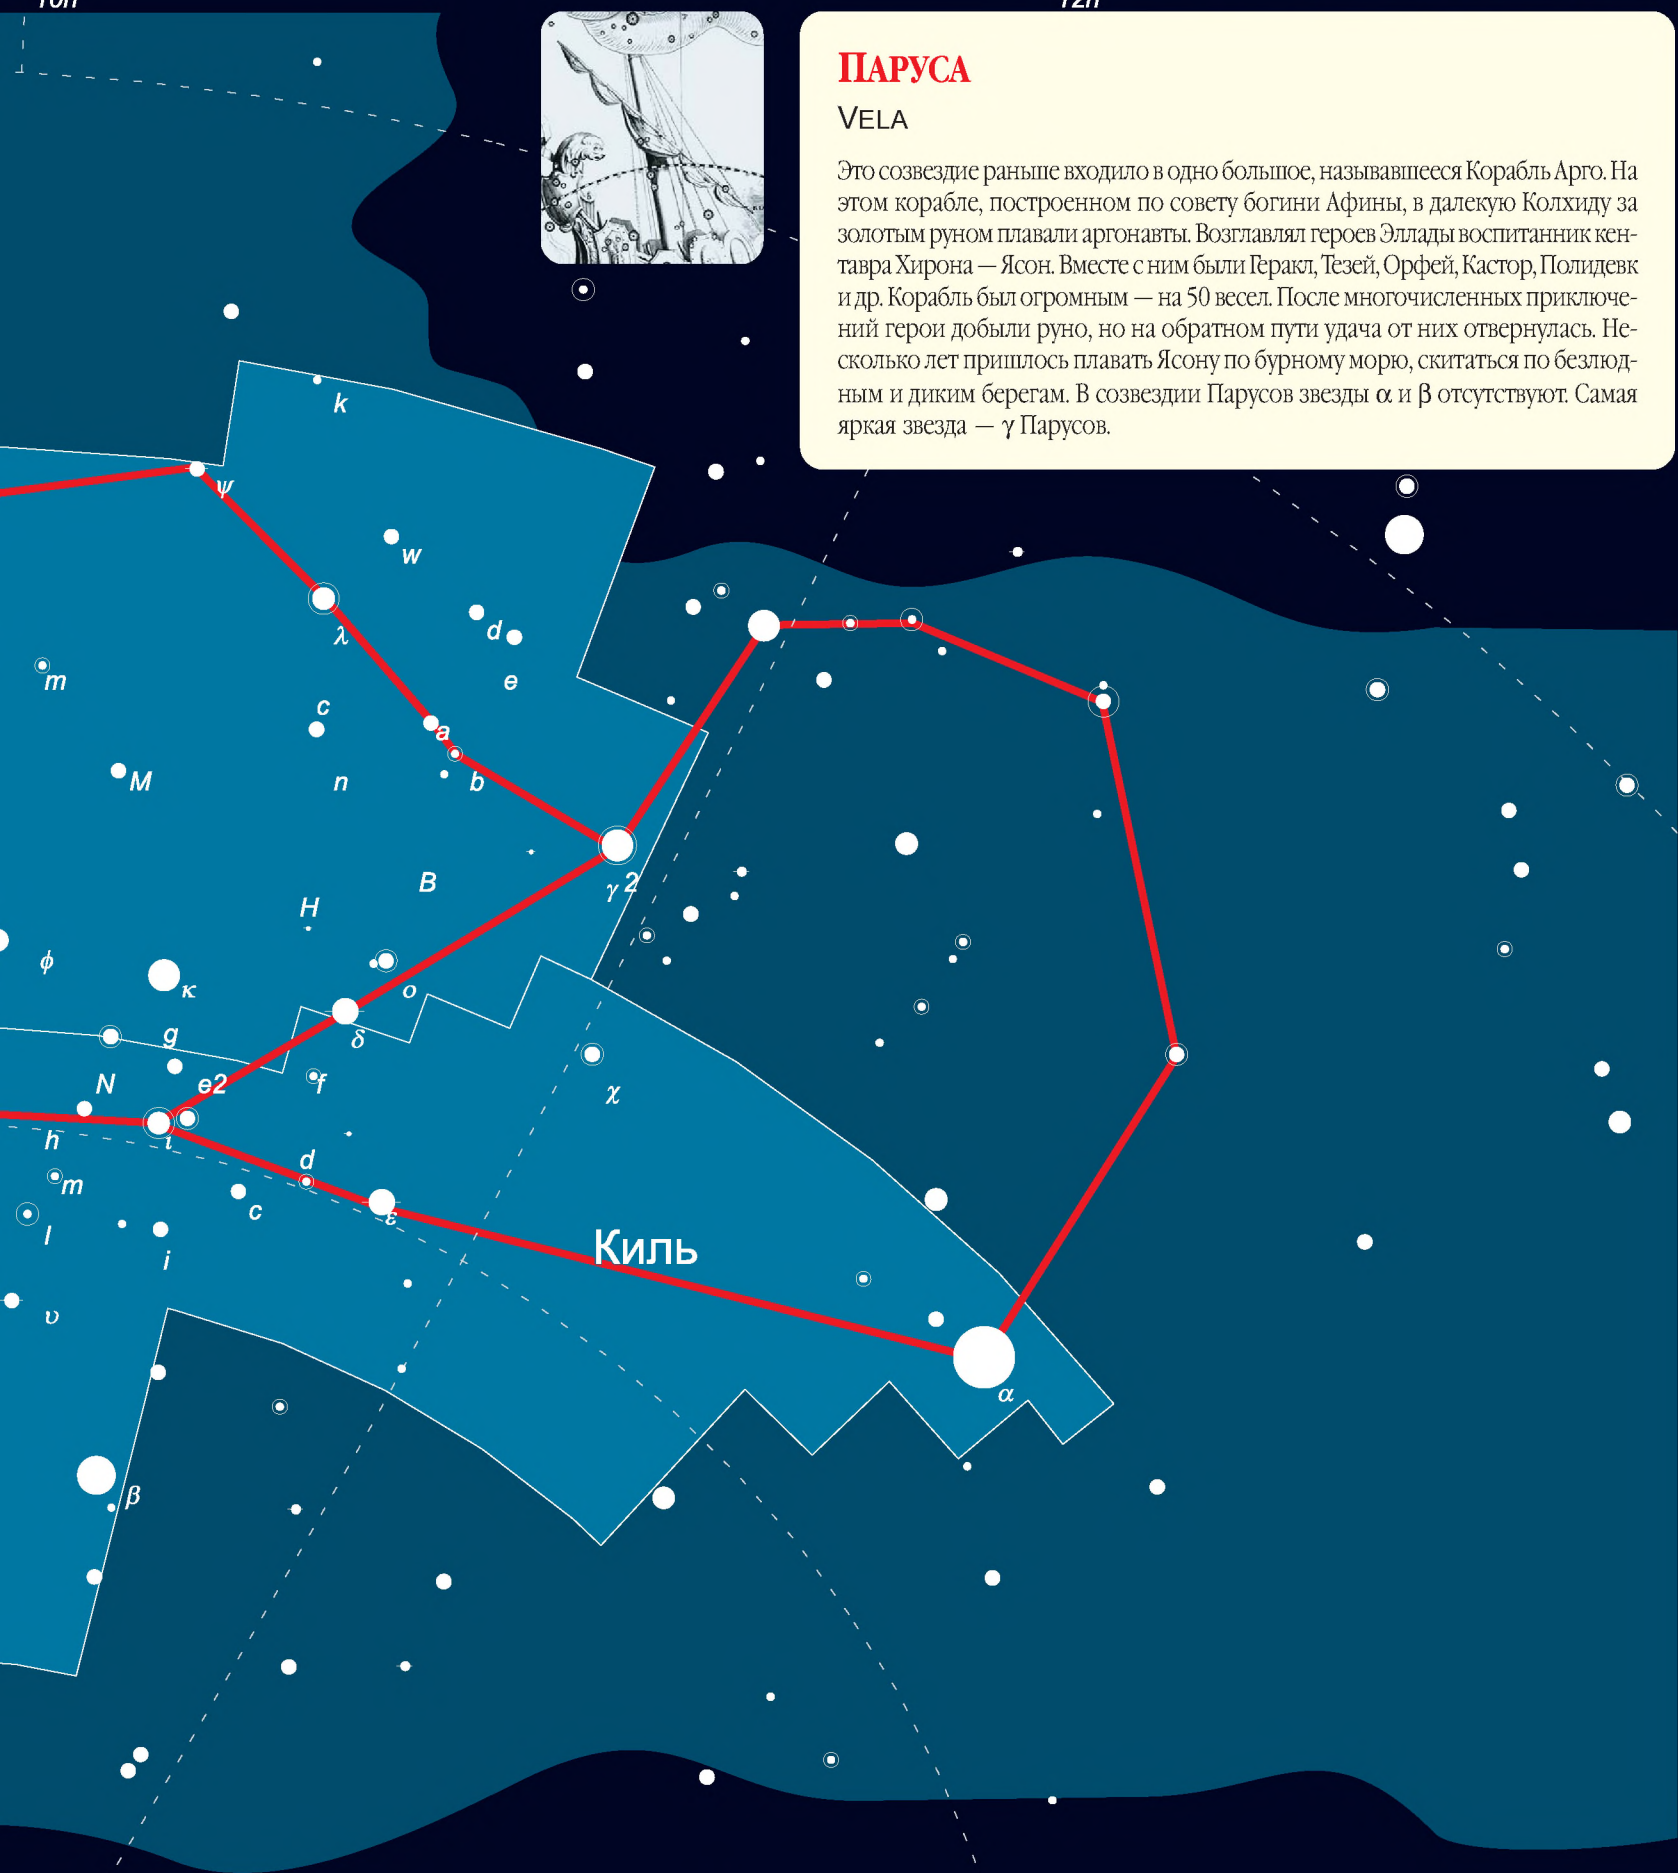 10h
12h
ПАРУСА
VELA
Это созвездие раньше входило в одно большое, называвшееся Корабль Арго. На
этом корабле, построенном по совету богини Афины, в далекую Колхиду за
золотым руном плавали аргонавты. Возглавлял героев Эллады воспитанник кен-
тавра Хирона — Ясон. Вместе с ним были Геракл, Тезей, Орфей, Кастор, Полидевк
и др. Корабль был огромным — на 50 весел. После многочисленных приключе-
ний герои добыли руно, но на обратном пути удача от них отвернулась. Не-
сколько лет пришлось плавать Ясону по бурному морю, скитаться по безлюд-
ным и диким берегам. В созвездии Парусов звезды α и β отсутствуют. Самая
яркая звезда — γ Парусов.
k
ψ
w
λ
d
e
m
c
a
M
n
b
B
γ 2
H
ϕ
κ
o
g
δ
N
e2
f
χ
h
ι
d
m
c
ε
l
i
Киль
υ
α
β